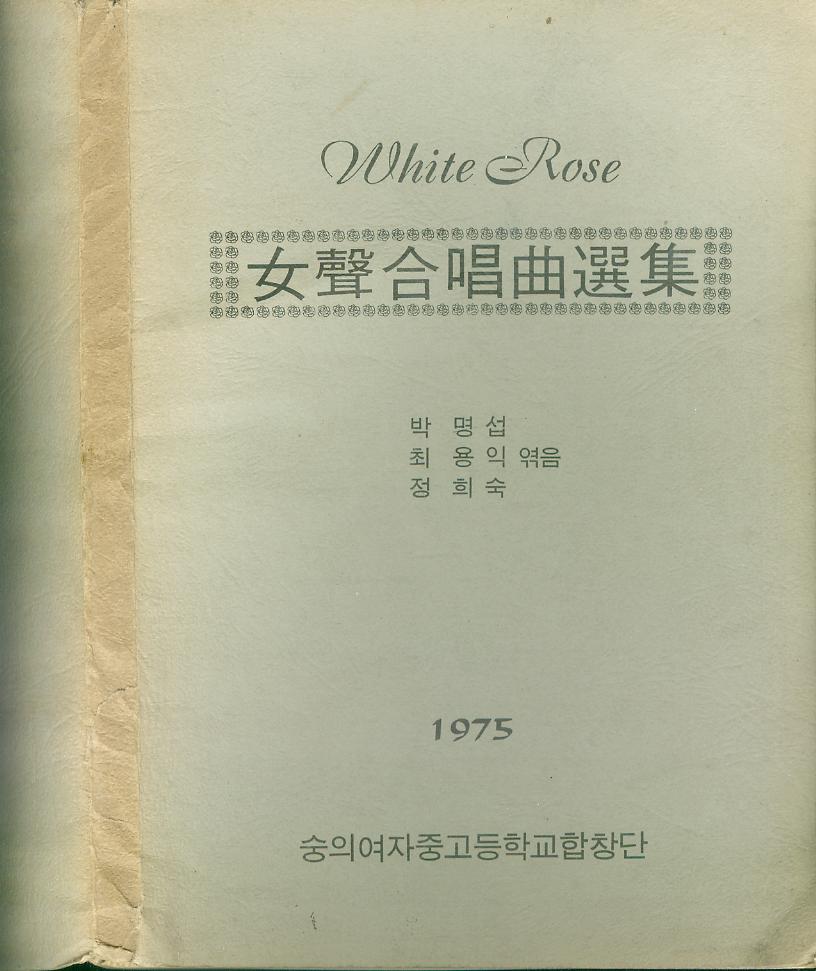 White Rose
女聲合唱曲選集
박 명 섭
최 용 익 엮음
정 희 숙
1975
숭의여자중고등학교합창단